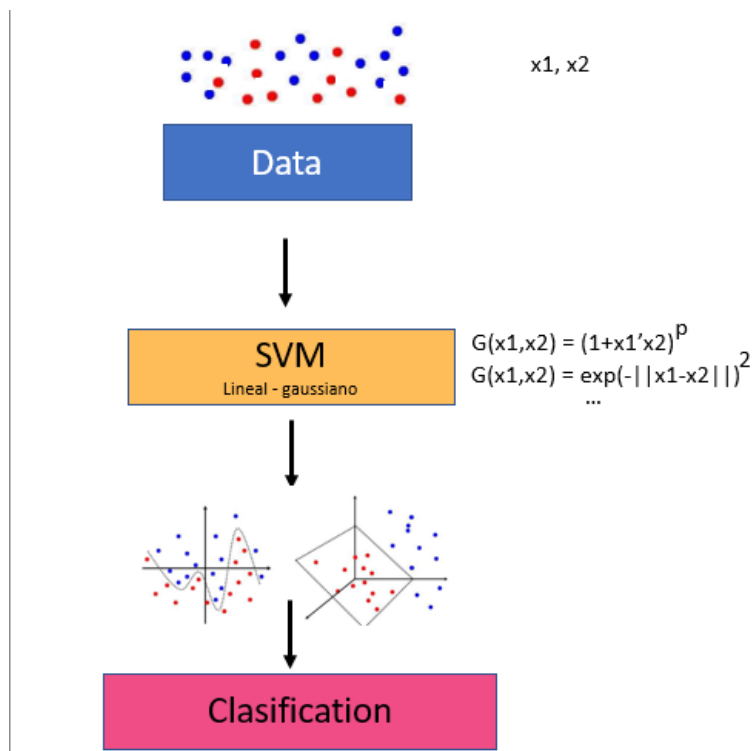 x1, x2
Data
SVM
Lineal - gaussiano
G(x1,x2) = (1+x1'x2)^p
G(x1,x2) = exp(-||x1-x2||)^2
...
Clasification